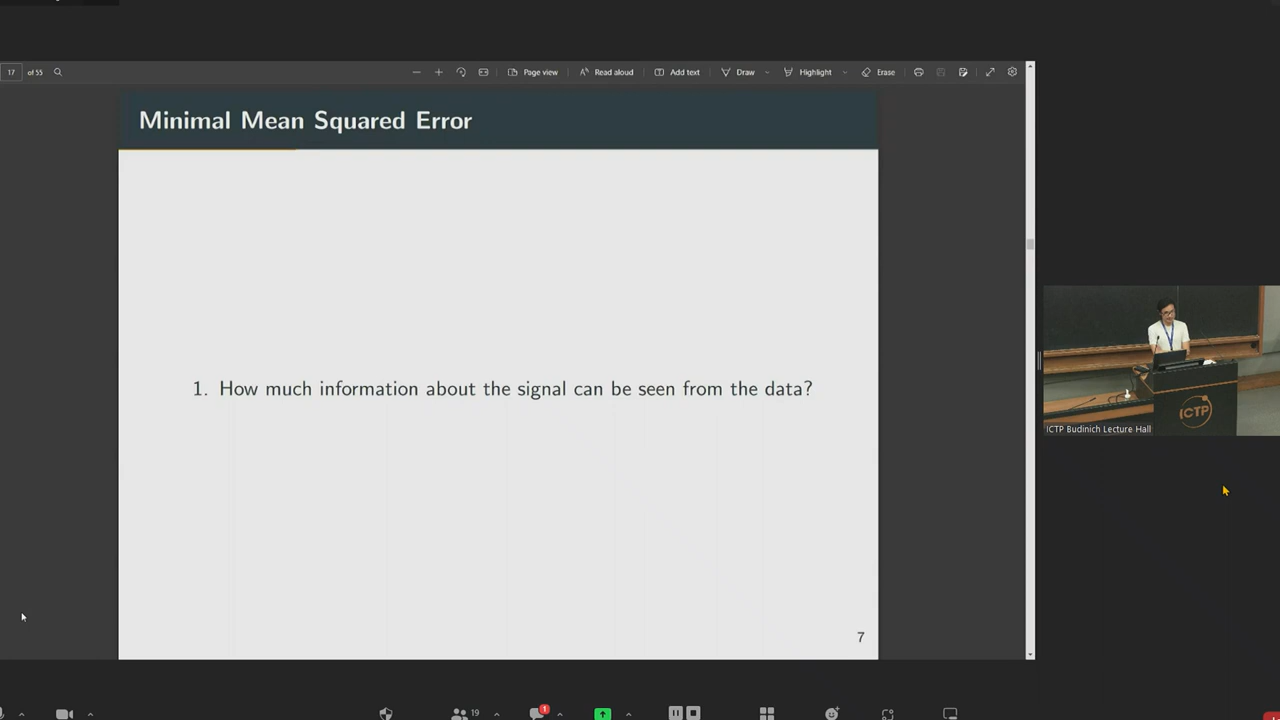 17 of 55
Page view
Read aloud
Add text
Draw
Highlight
Erase
Minimal Mean Squared Error
1. How much information about the signal can be seen from the data?
7
ICTP
ICTP Budinich Lecture Hall
19
1